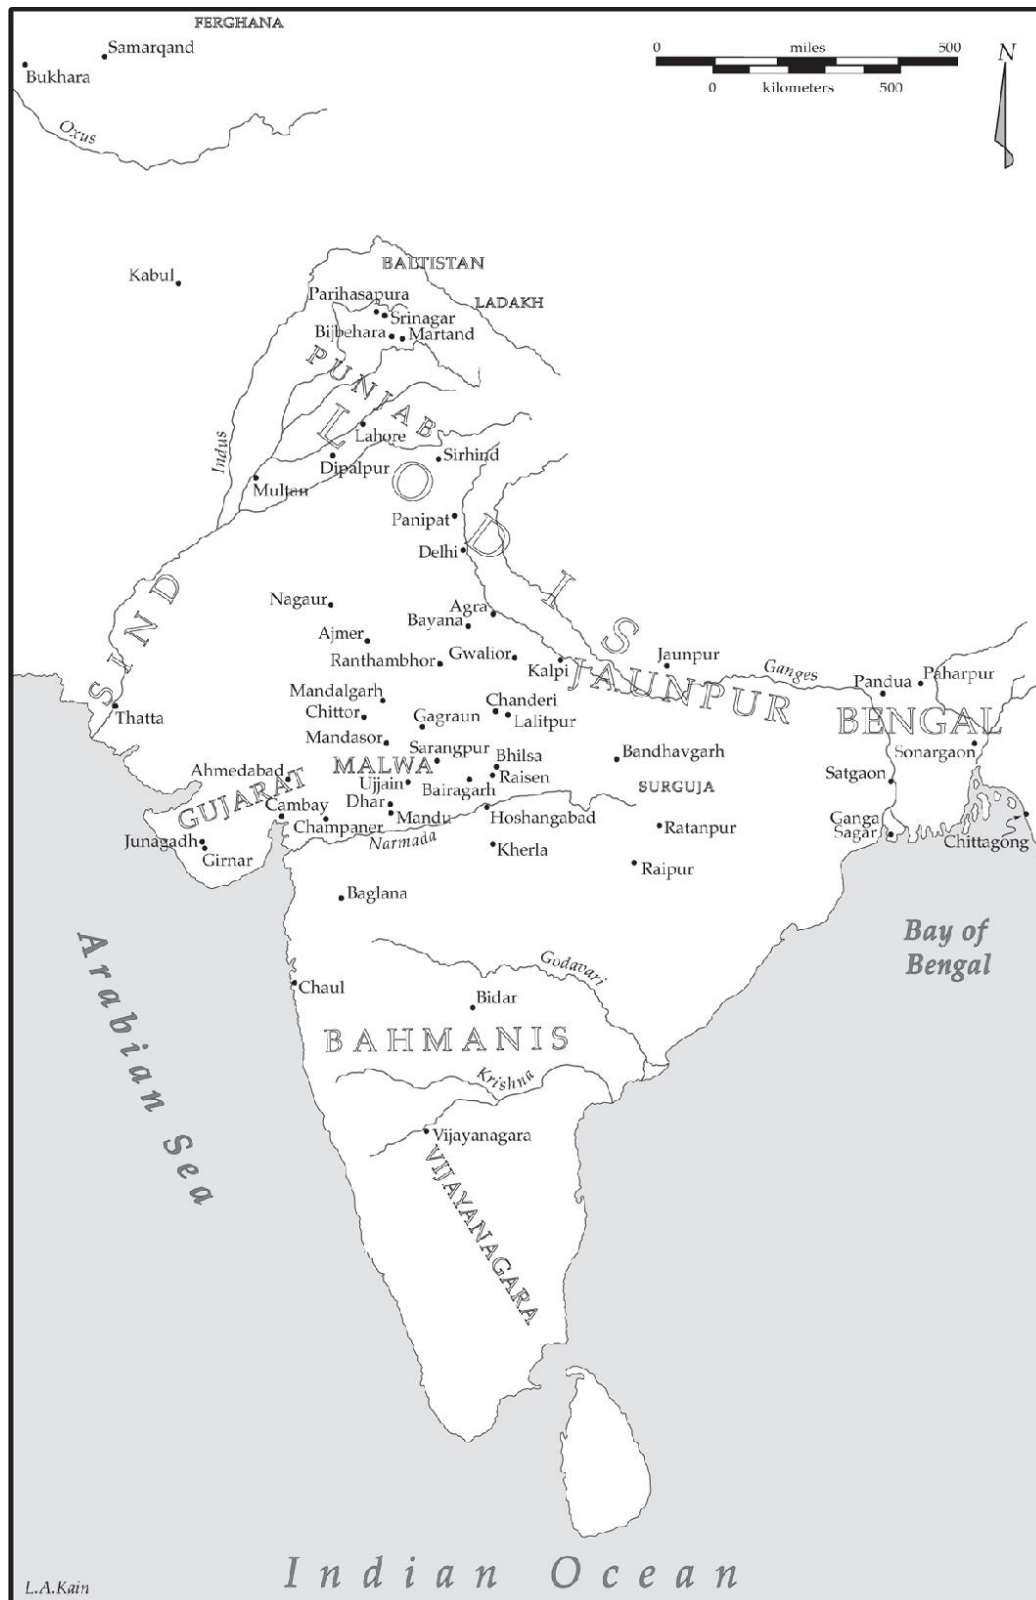 FERGHANA
Samarqand
Bukhara
0 miles 500
0 kilometers 500
N
Oxus
Kabul
BALTISTAN
LADAKH
Parihasapura
Srinagar
Bijbehara
Martand
PUNJAB
Lahore
Indus
Dipalpur
Sirhind
Multan
LODIS
Panipat
Delhi
SIND
Nagaur
Agra
Bayana
Ajmer
Ranthambhor
Gwalior
Kalpi
Jaunpur
JAUNPUR
Ganges
Pandua
Paharpur
BENGAL
Sonargaon
Thatta
Mandalgarh
Chittor
Chanderi
Lalitpur
Gagraun
Mandasor
Sarangpur
Bhilsa
Bandhavgarh
Ahmedabad
MALWA
Raisen
Ujjain
Bairagarh
SURGUJA
Satgaon
GUJARAT
Cambay
Dhar
Mandu
Champaner
Hoshangabad
Ratanpur
Ganga
Sagar
Chittagong
Junagadh
Girnar
Narmada
Kherla
Raipur
Baglana
Arabian Sea
Bay of
Bengal
Godavari
Chaul
Bidar
BAHMANIS
Krishna
Vijayanagara
VIJAYANAGARA
Indian Ocean
L.A.Kain